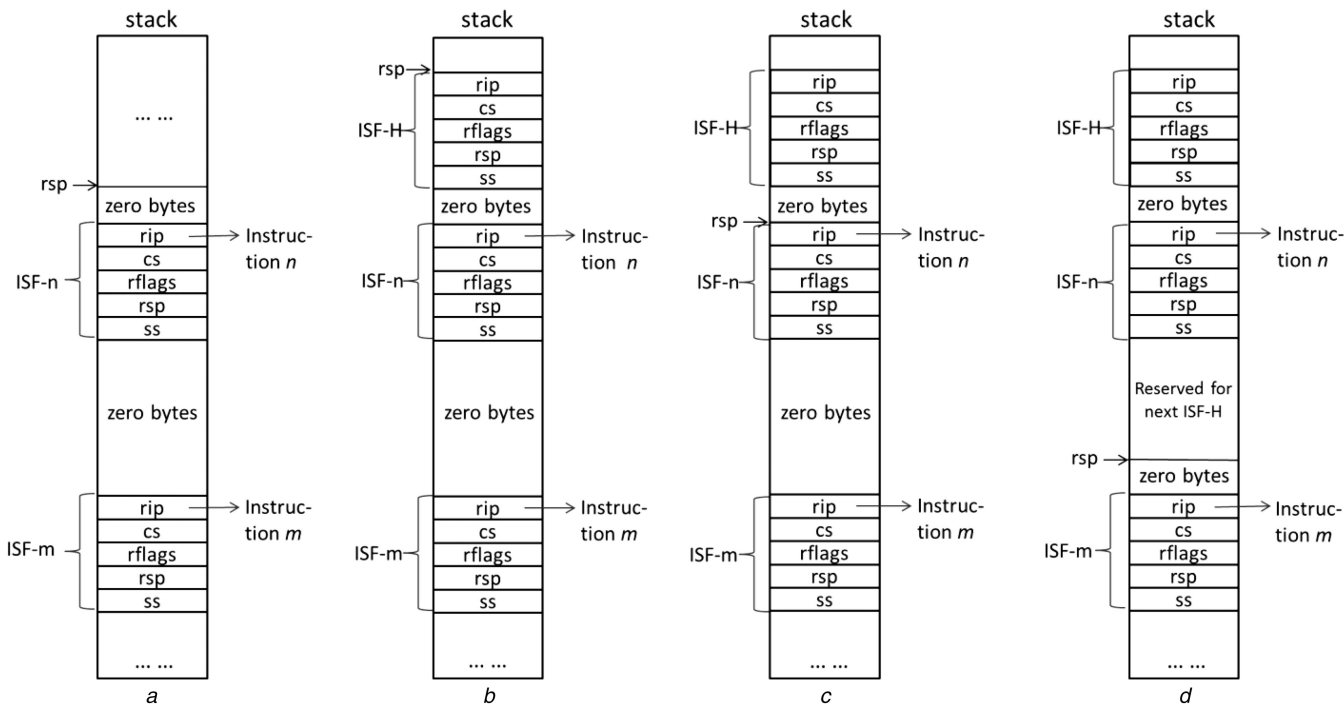 stack
... ...
rsp
zero bytes
ISF-n
rip
cs
rflags
rsp
ss
Instruc-
tion n
zero bytes
ISF-m
rip
cs
rflags
rsp
ss
Instruc-
tion m
... ...
a
stack
rsp
ISF-H
rip
cs
rflags
rsp
ss
zero bytes
ISF-n
rip
cs
rflags
rsp
ss
Instruc-
tion n
zero bytes
ISF-m
rip
cs
rflags
rsp
ss
Instruc-
tion m
... ...
b
stack
ISF-H
rip
cs
rflags
rsp
ss
zero bytes
rsp
ISF-n
rip
cs
rflags
rsp
ss
Instruc-
tion n
zero bytes
ISF-m
rip
cs
rflags
rsp
ss
Instruc-
tion m
... ...
c
stack
ISF-H
rip
cs
rflags
rsp
ss
zero bytes
ISF-n
rip
cs
rflags
rsp
ss
Instruc-
tion n
Reserved for
next ISF-H
rsp
zero bytes
ISF-m
rip
cs
rflags
rsp
ss
Instruc-
tion m
... ...
d